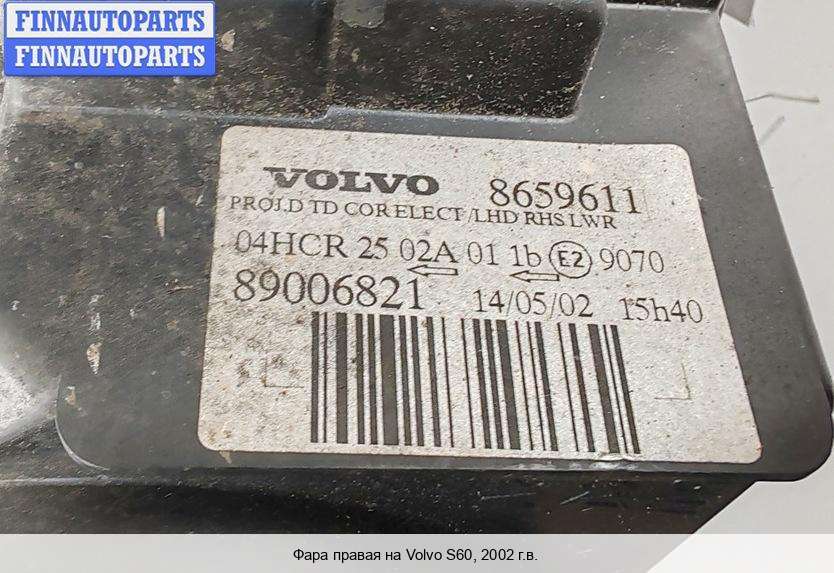 FINNAUTOPARTS
FINNAUTOPARTS
VOLVO 8659611
PROJ.D TD COR ELECT /LHD RHS LWR
04HCR 25 02A 01 1b E2 9070
89006821 14/05/02 15h40
Фара правая на Volvo S60, 2002 г.в.